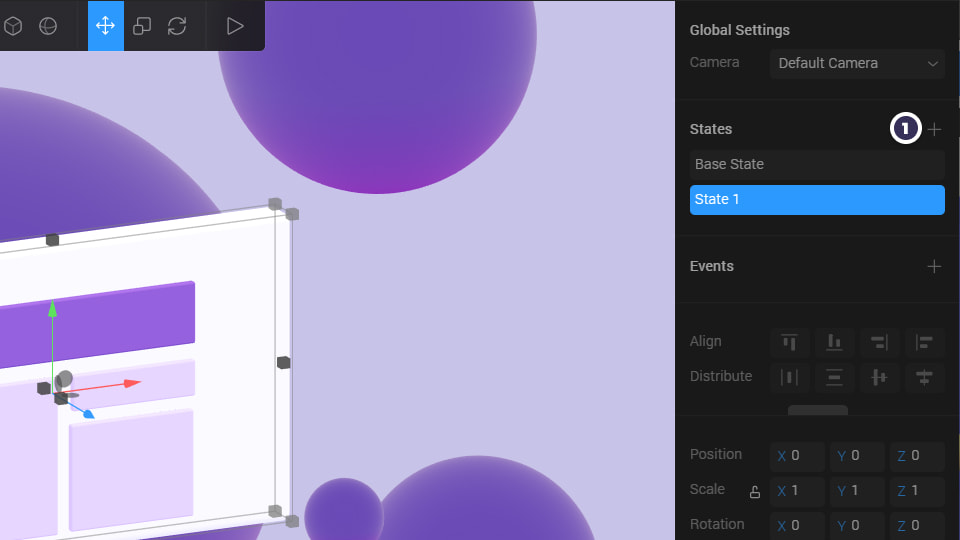 Global Settings
Camera Default Camera
States 1
Base State
State 1
Events
Align
Distribute
Position X 0 Y 0 Z 0
Scale X 1 Y 1 Z 1
Rotation X 0 Y 0 Z 0